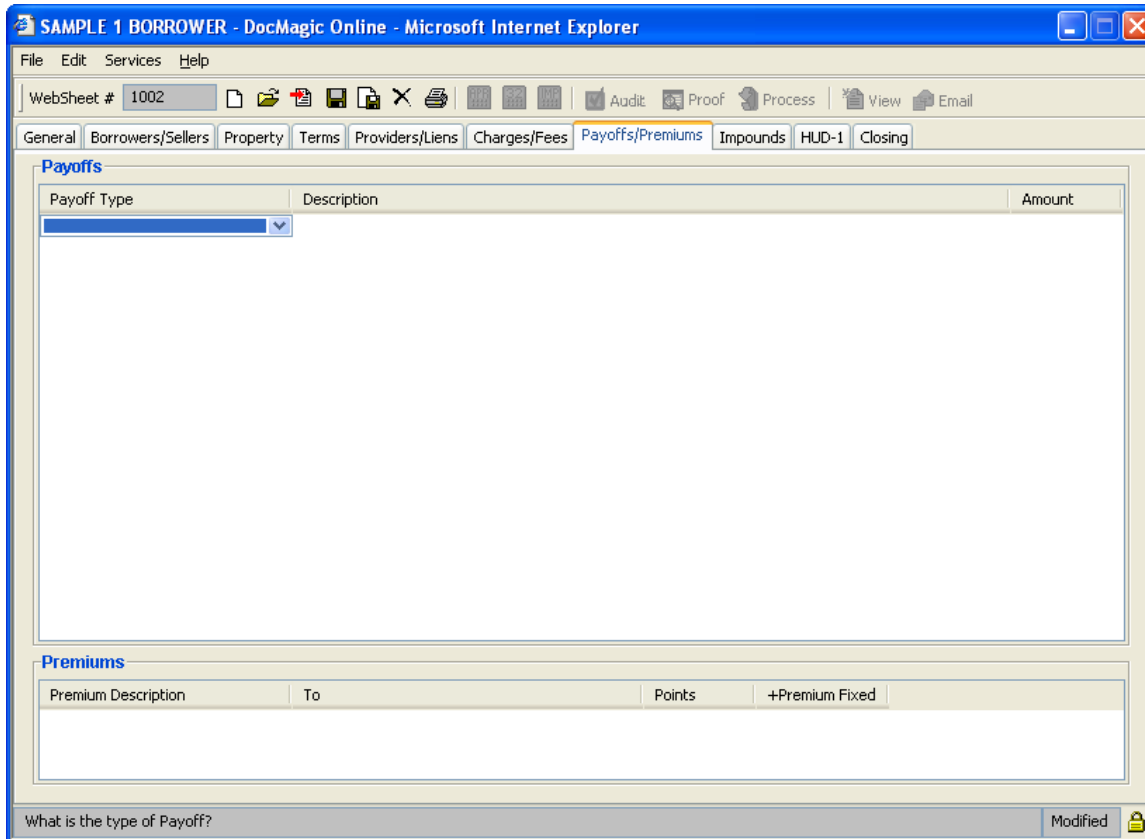 SAMPLE 1 BORROWER - DocMagic Online - Microsoft Internet Explorer
File Edit Services Help
WebSheet # 1002 Audit Proof Process View Email
General Borrowers/Sellers Property Terms Providers/Liens Charges/Fees Payoffs/Premiums Impounds HUD-1 Closing
Payoffs
Payoff Type Description Amount
Premiums
Premium Description To Points +Premium Fixed
What is the type of Payoff? Modified